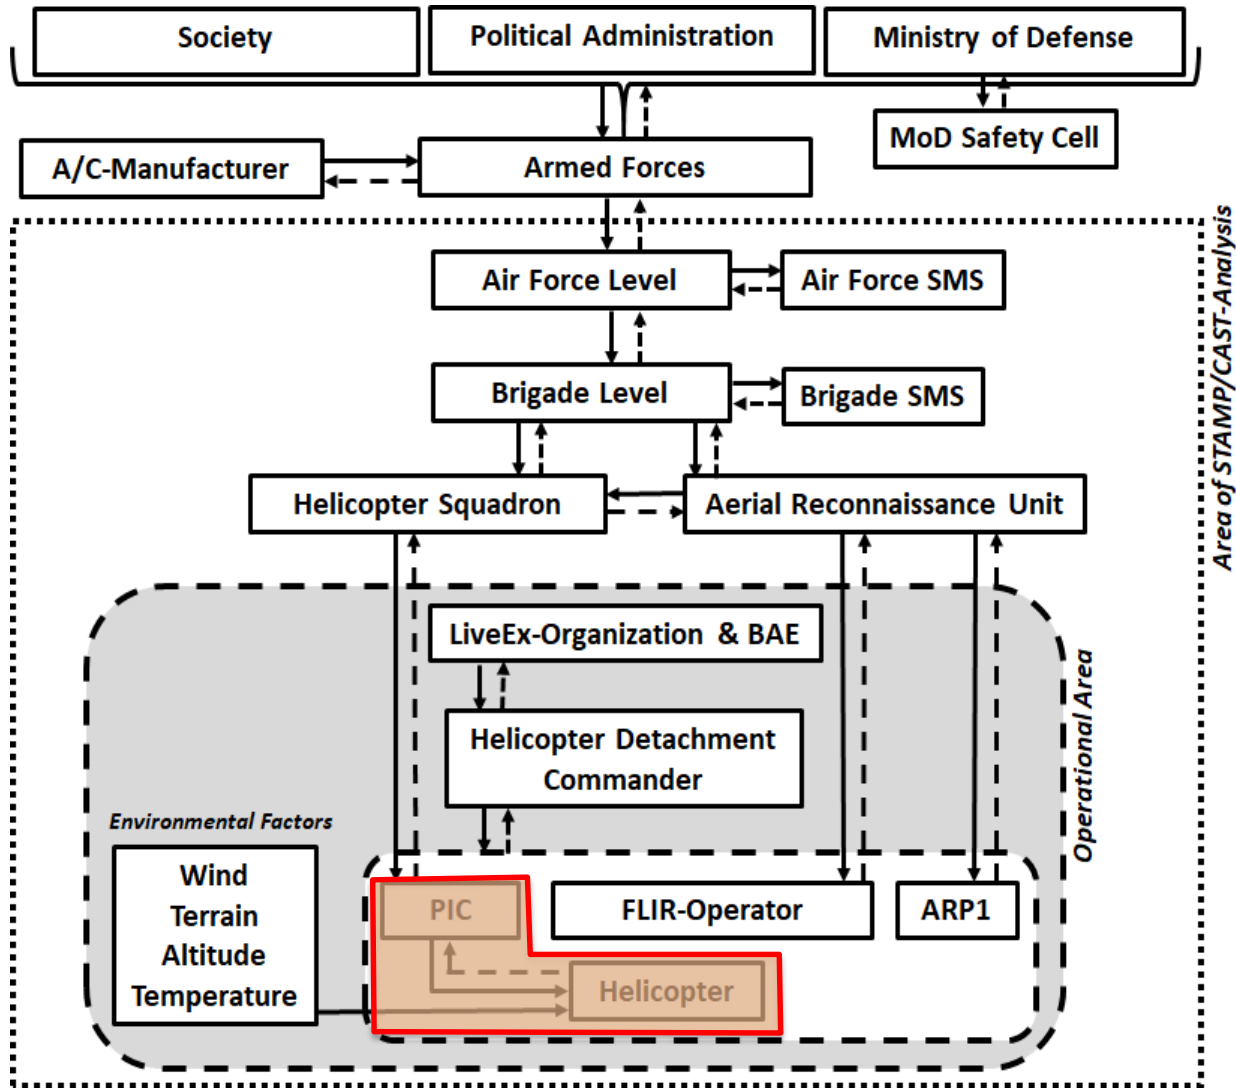 Society
Political Administration
Ministry of Defense
MoD Safety Cell
A/C-Manufacturer
Armed Forces
Area of STAMP/CAST-Analysis
Air Force Level
Air Force SMS
Brigade Level
Brigade SMS
Helicopter Squadron
Aerial Reconnaissance Unit
Operational Area
LiveEx-Organization & BAE
Helicopter Detachment
Commander
Environmental Factors
Wind
Terrain
Altitude
Temperature
PIC
FLIR-Operator
ARP1
Helicopter